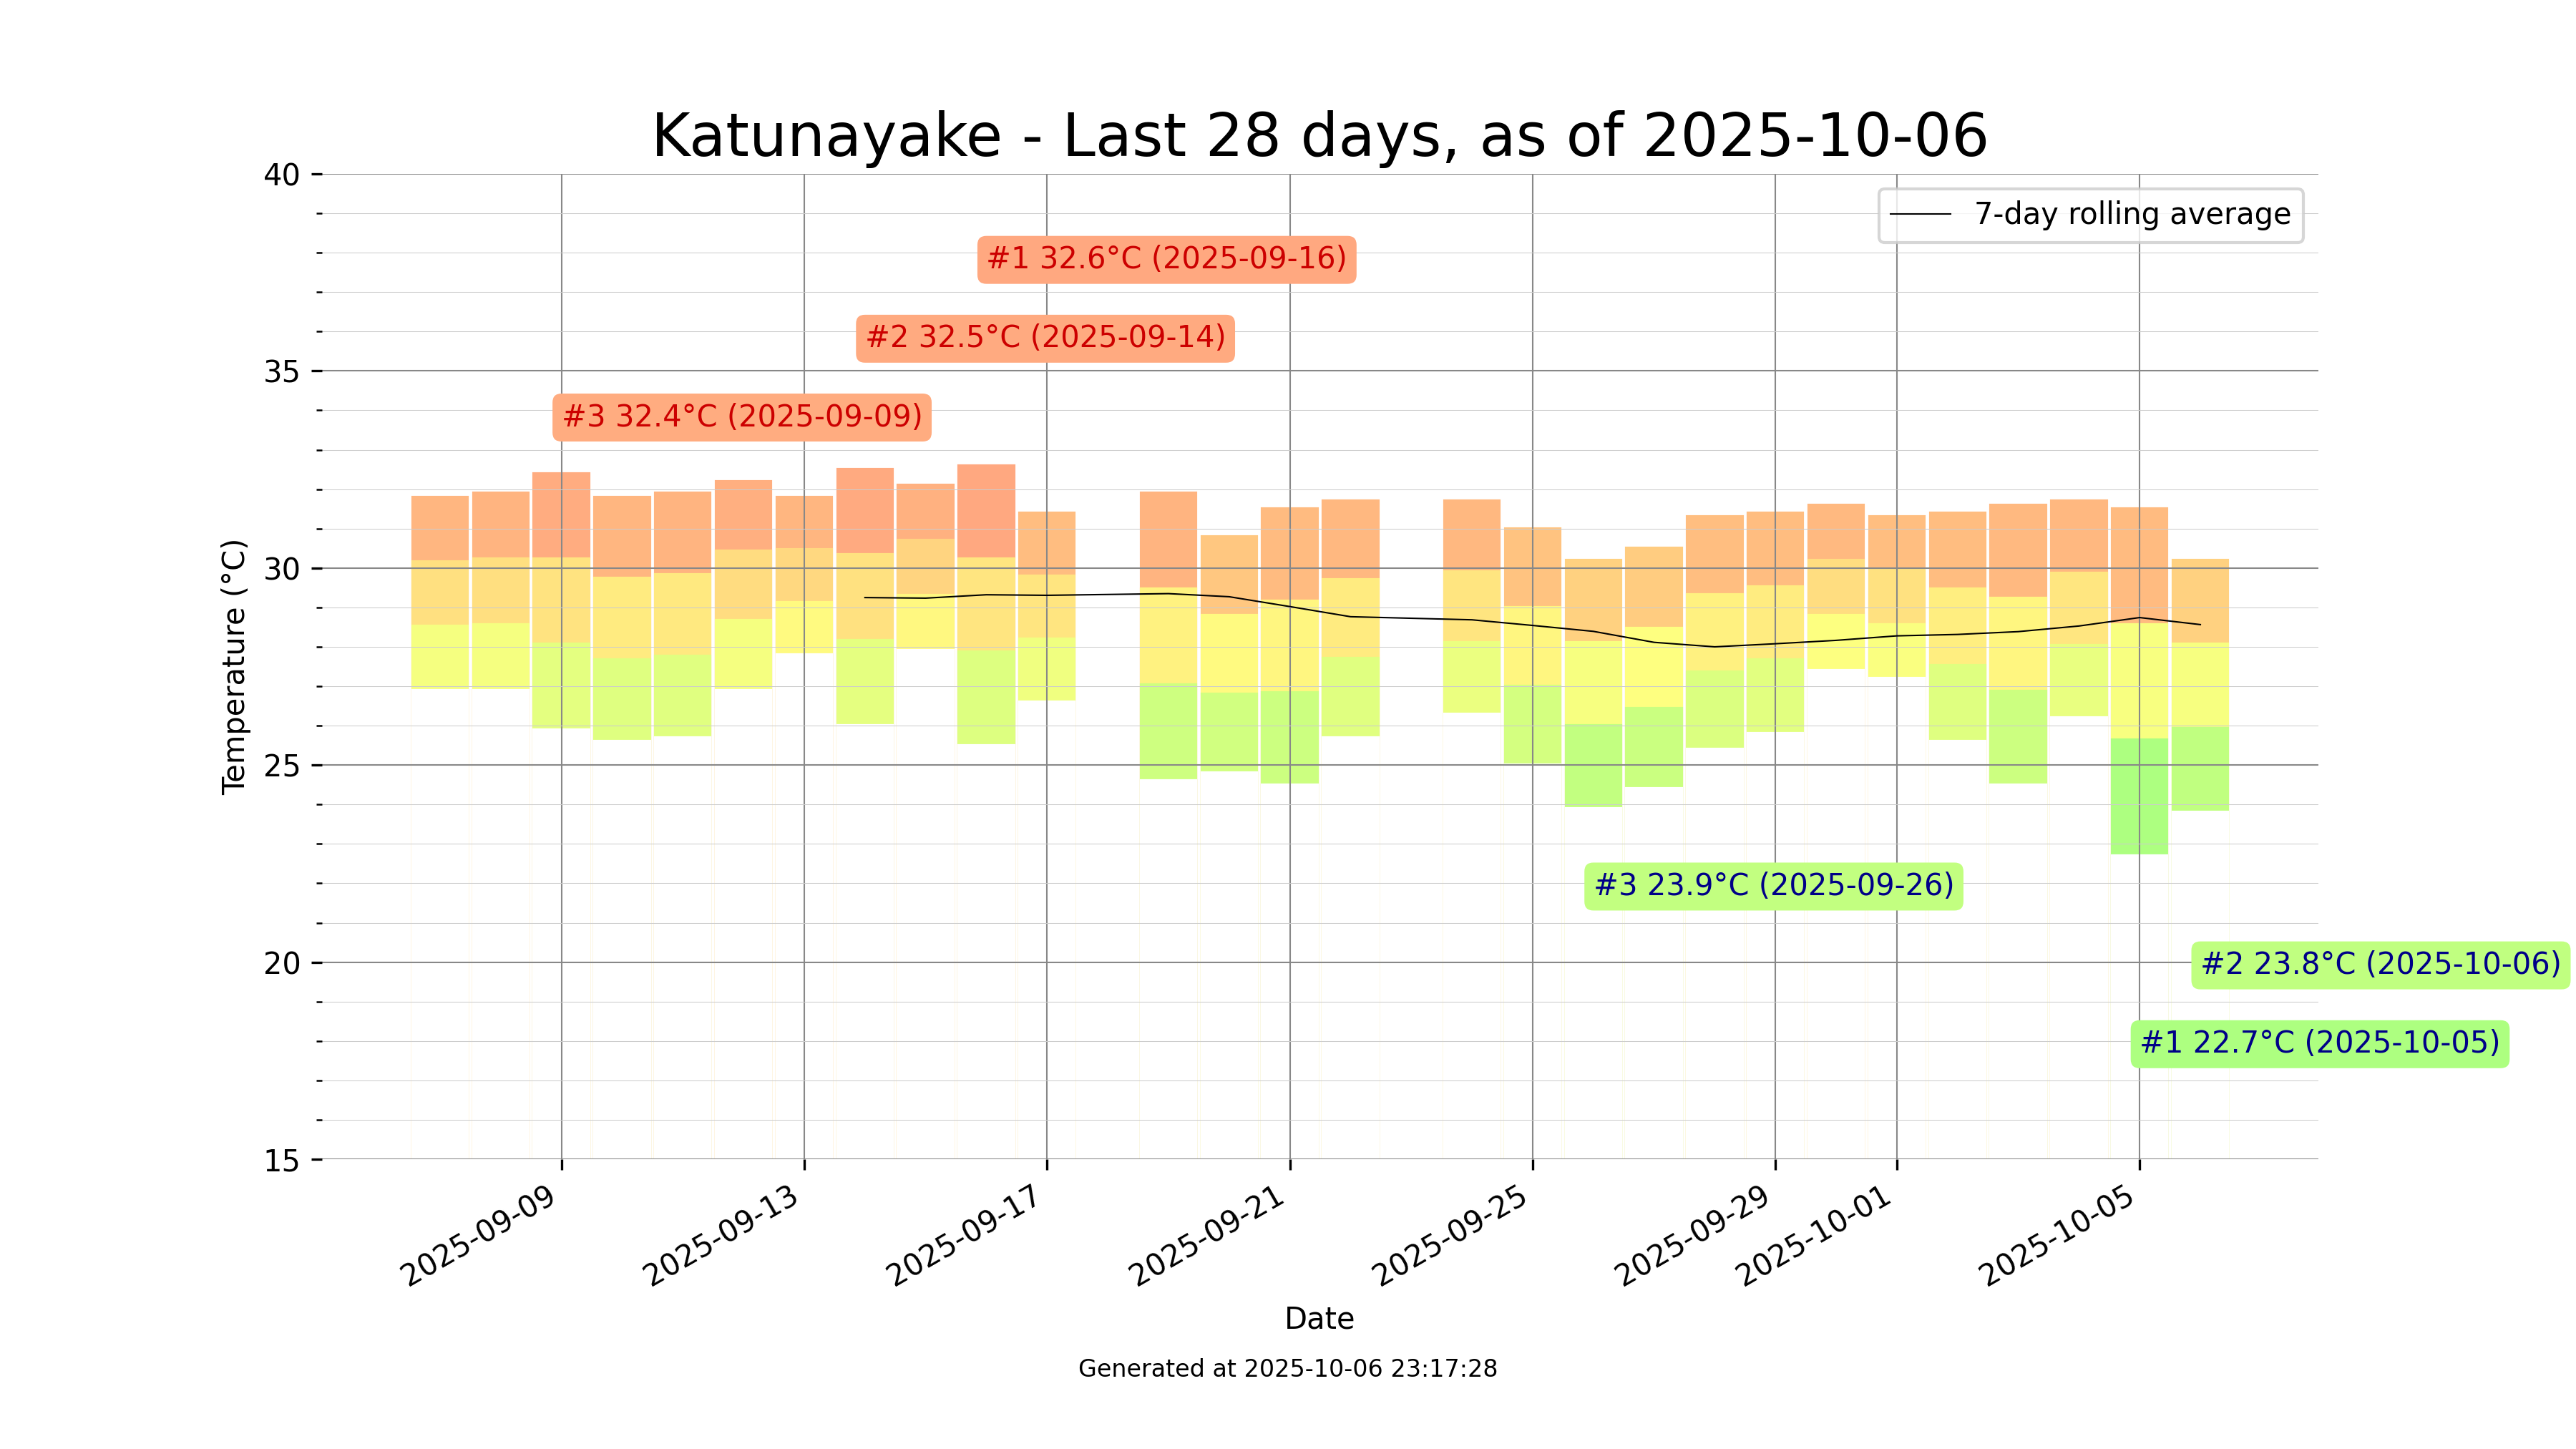 Katunayake - Last 28 days, as of 2025-10-06
40
7-day rolling average
#1 32.6°C (2025-09-16)
#2 32.5°C (2025-09-14)
35
#3 32.4°C (2025-09-09)
30
Temperature (°C)
25
#3 23.9°C (2025-09-26)
20
#2 23.8°C (2025-10-06)
#1 22.7°C (2025-10-05)
15
2025-09-09
2025-09-13
2025-09-17
2025-09-21
2025-09-25
2025-09-29
2025-10-01
2025-10-05
Date
Generated at 2025-10-06 23:17:28